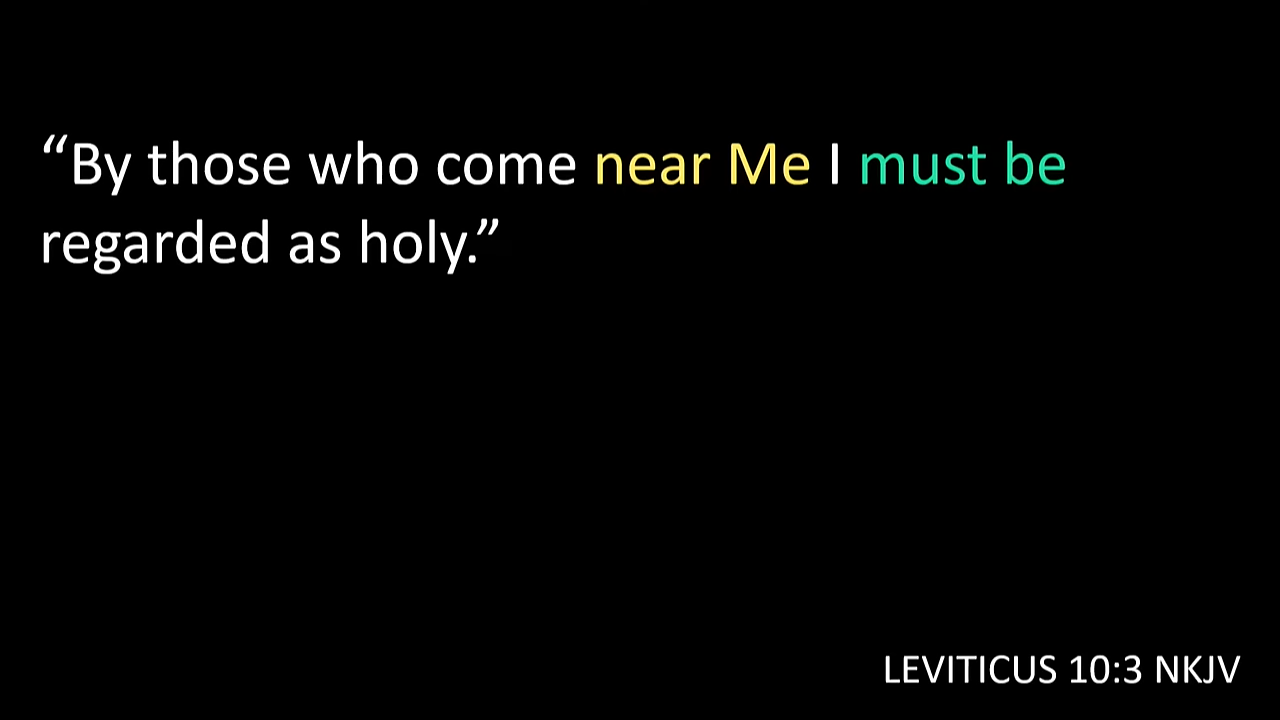 “By those who come near Me I must be
regarded as holy.”
LEVITICUS 10:3 NKJV